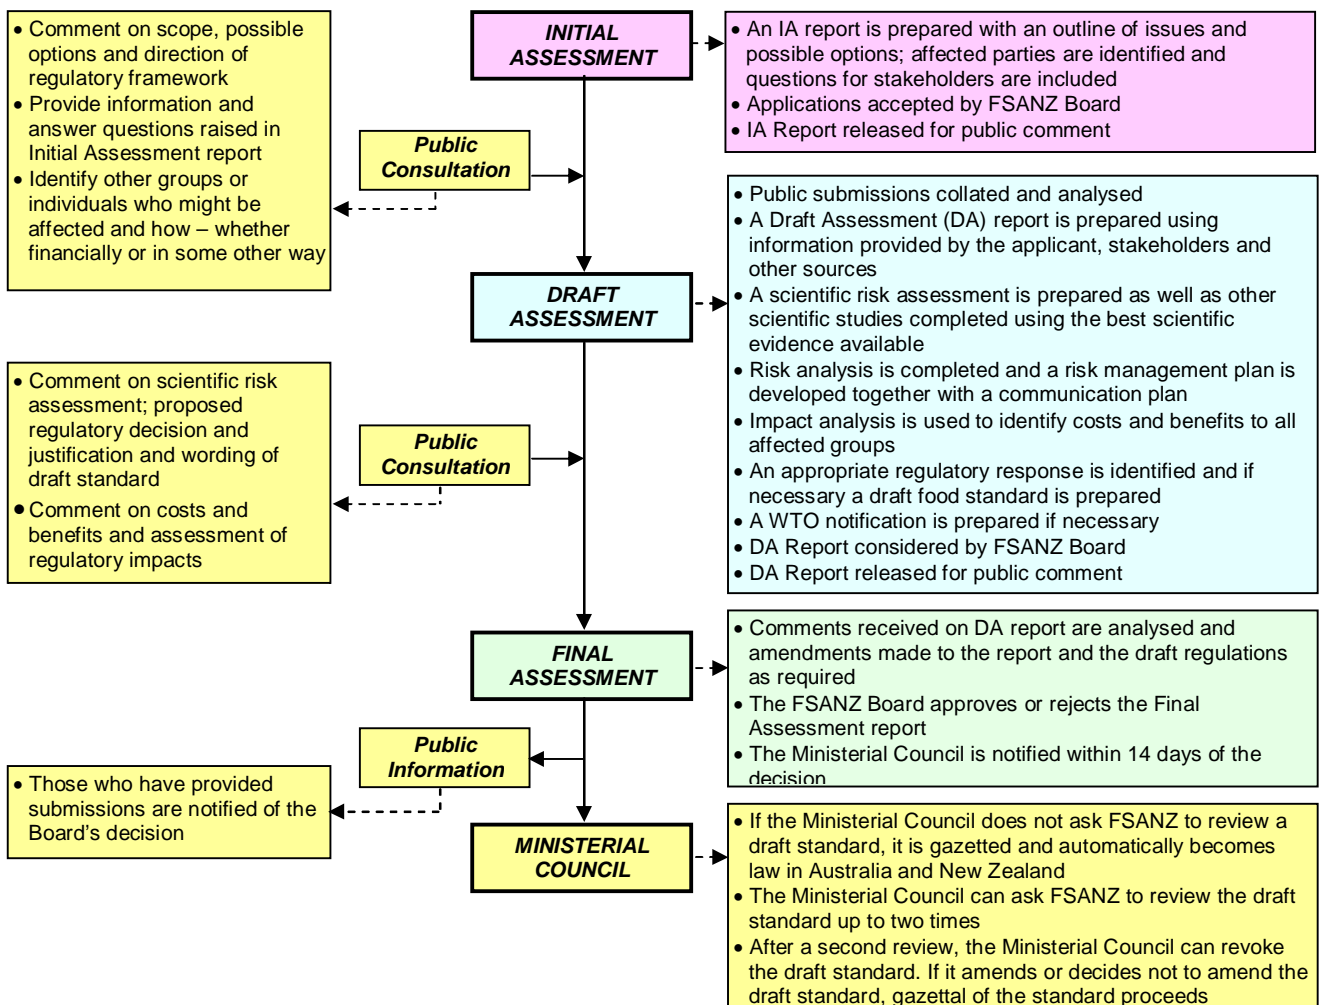 • Comment on scope, possible
options and direction of
regulatory framework
• Provide information and
answer questions raised in
Initial Assessment report
• Identify other groups or
individuals who might be
affected and how – whether
financially or in some other way
INITIAL
ASSESSMENT
• An IA report is prepared with an outline of issues and
possible options; affected parties are identified and
questions for stakeholders are included
• Applications accepted by FSANZ Board
• IA Report released for public comment
Public
Consultation
DRAFT
ASSESSMENT
• Public submissions collated and analysed
• A Draft Assessment (DA) report is prepared using
information provided by the applicant, stakeholders and
other sources
• A scientific risk assessment is prepared as well as other
scientific studies completed using the best scientific
evidence available
• Risk analysis is completed and a risk management plan is
developed together with a communication plan
• Impact analysis is used to identify costs and benefits to all
affected groups
• An appropriate regulatory response is identified and if
necessary a draft food standard is prepared
• A WTO notification is prepared if necessary
• DA Report considered by FSANZ Board
• DA Report released for public comment
• Comment on scientific risk
assessment; proposed
regulatory decision and
justification and wording of
draft standard
• Comment on costs and
benefits and assessment of
regulatory impacts
Public
Consultation
FINAL
ASSESSMENT
• Comments received on DA report are analysed and
amendments made to the report and the draft regulations
as required
• The FSANZ Board approves or rejects the Final
Assessment report
• The Ministerial Council is notified within 14 days of the
decision
Public
Information
• Those who have provided
submissions are notified of the
Board's decision
MINISTERIAL
COUNCIL
• If the Ministerial Council does not ask FSANZ to review a
draft standard, it is gazetted and automatically becomes
law in Australia and New Zealand
• The Ministerial Council can ask FSANZ to review the draft
standard up to two times
• After a second review, the Ministerial Council can revoke
the draft standard. If it amends or decides not to amend the
draft standard, gazettal of the standard proceeds